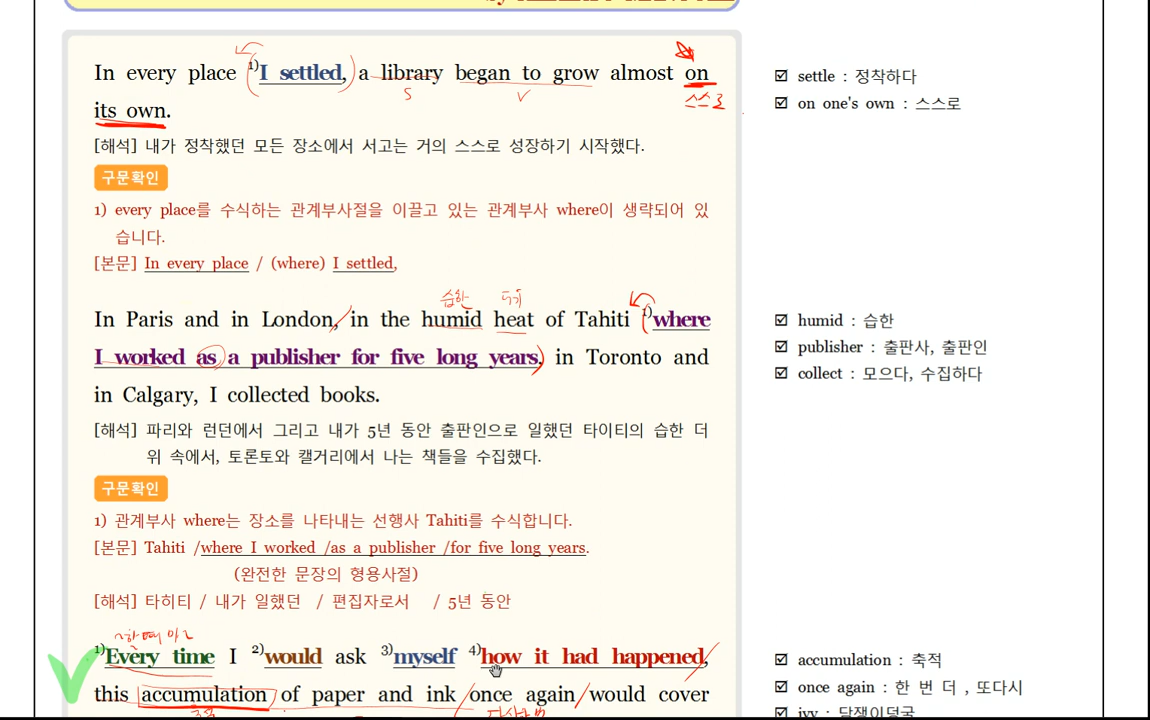 In every place 1)I settled, a library began to grow almost on
S
V
스스로
its own.
[해석] 내가 정착했던 모든 장소에서 서고는 거의 스스로 성장하기 시작했다.
구문확인
1) every place를 수식하는 관계부사절을 이끌고 있는 관계부사 where이 생략되어 있
습니다.
[본문] In every place / (where) I settled,
습한
In Paris and in London, in the humid heat of Tahiti 1)where
I worked as a publisher for five long years, in Toronto and
in Calgary, I collected books.
[해석] 파리와 런던에서 그리고 내가 5년 동안 출판인으로 일했던 타이티의 습한 더
위 속에서, 토론토와 캘거리에서 나는 책들을 수집했다.
구문확인
1) 관계부사 where는 장소를 나타내는 선행사 Tahiti를 수식합니다.
[본문] Tahiti /where I worked /as a publisher /for five long years.
(완전한 문장의 형용사절)
[해석] 타히티 / 내가 일했던 / 편집자로서 / 5년 동안
~할 때마다
1)Every time I 2)would ask 3)myself 4)how it had happened,
this accumulation of paper and ink once again would cover
☑ settle : 정착하다
☑ on one's own : 스스로
☑ humid : 습한
☑ publisher : 출판사, 출판인
☑ collect : 모으다, 수집하다
☑ accumulation : 축적
☑ once again : 한 번 더 , 또다시
☑ ivy : 담쟁이덩굴